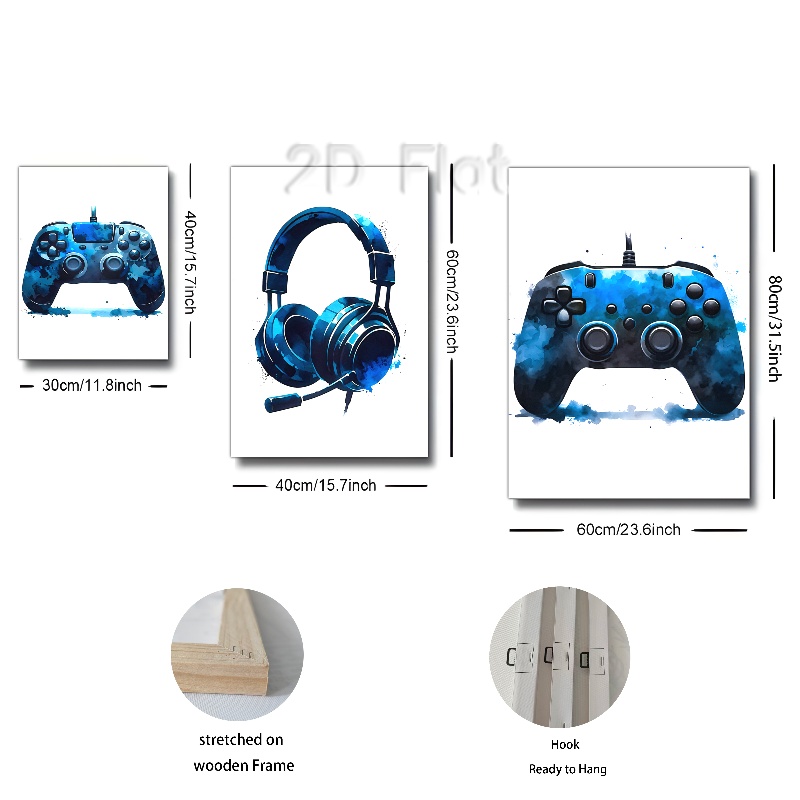 2D Flat
40cm/15.7inch
30cm/11.8inch
60cm/23.6inch
40cm/15.7inch
80cm/31.5inch
60cm/23.6inch
stretched on
wooden Frame
Hook
Ready to Hang